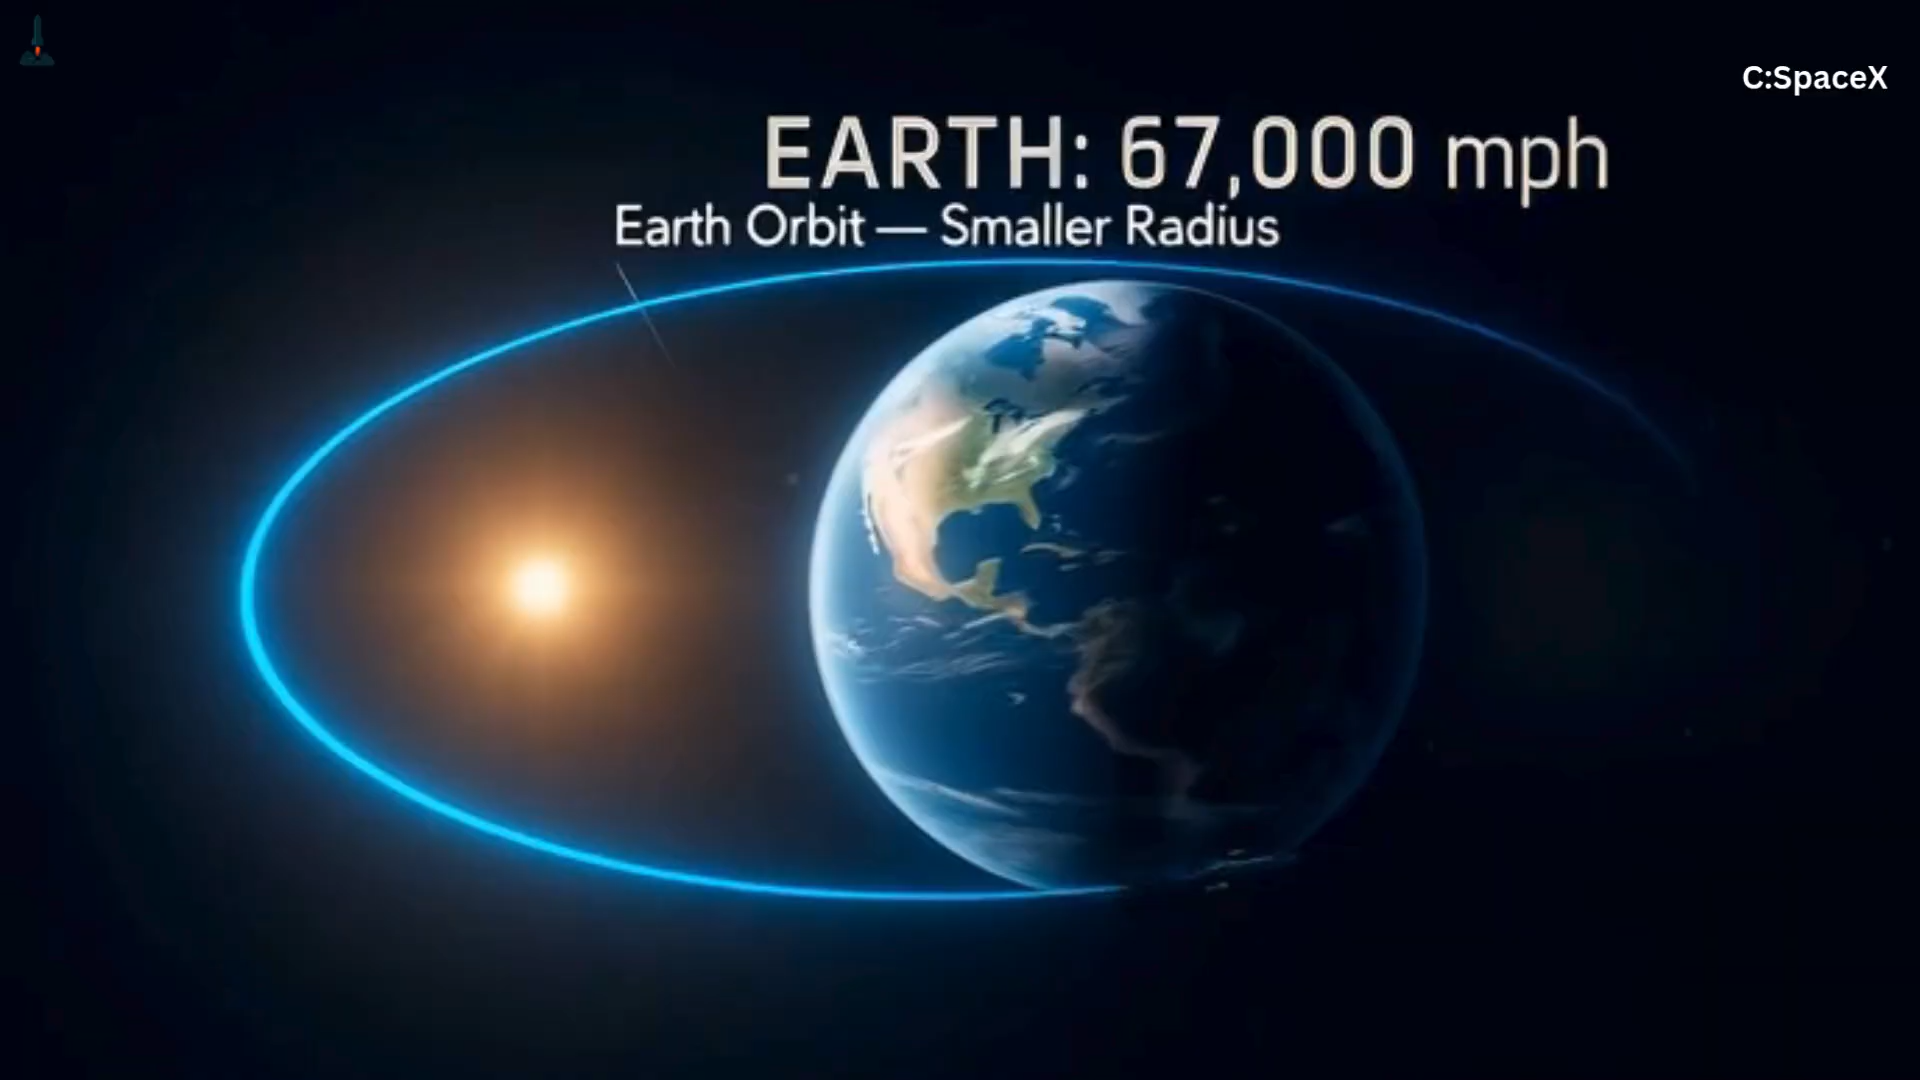 C:SpaceX
EARTH: 67,000 mph
Earth Orbit — Smaller Radius